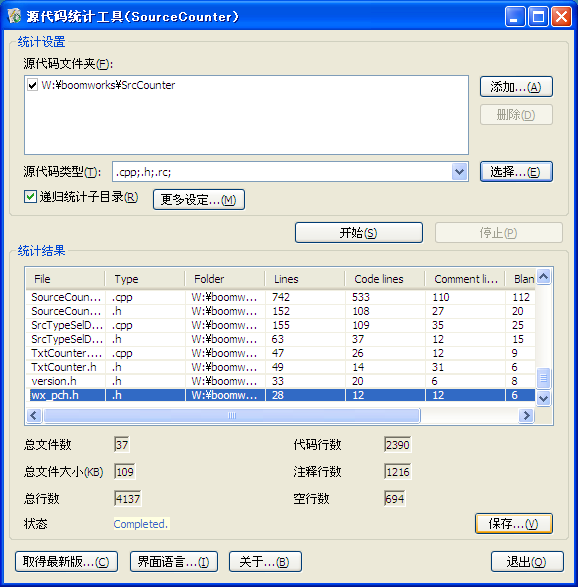 源代码统计工具(SourceCounter)
统计设置
源代码文件夹(F):
W:¥boomworks¥SrcCounter
添加...(A)
删除(D)
源代码类型(T): .cpp;.h;.rc; 选择...(E)
递归统计子目录(R) 更多设定...(M)
开始(S) 停止(P)
统计结果
File Type Folder Lines Code lines Comment li... Blan
SourceCoun... .cpp W:¥boomw... 742 533 110 112
SourceCoun... .h W:¥boomw... 152 108 27 20
SrcTypeSelD... .cpp W:¥boomw... 155 109 35 25
SrcTypeSelD... .h W:¥boomw... 63 37 12 15
TxtCounter.... .cpp W:¥boomw... 47 26 12 9
TxtCounter.h .h W:¥boomw... 49 14 31 6
version.h .h W:¥boomw... 33 20 6 8
wx_pch.h .h W:¥boomw... 28 12 12 6
总文件数 37 代码行数 2390
总文件大小(KB) 109 注释行数 1216
总行数 4137 空行数 694
状态 Completed. 保存...(V)
取得最新版...(C) 界面语言...(I) 关于...(B) 退出(O)